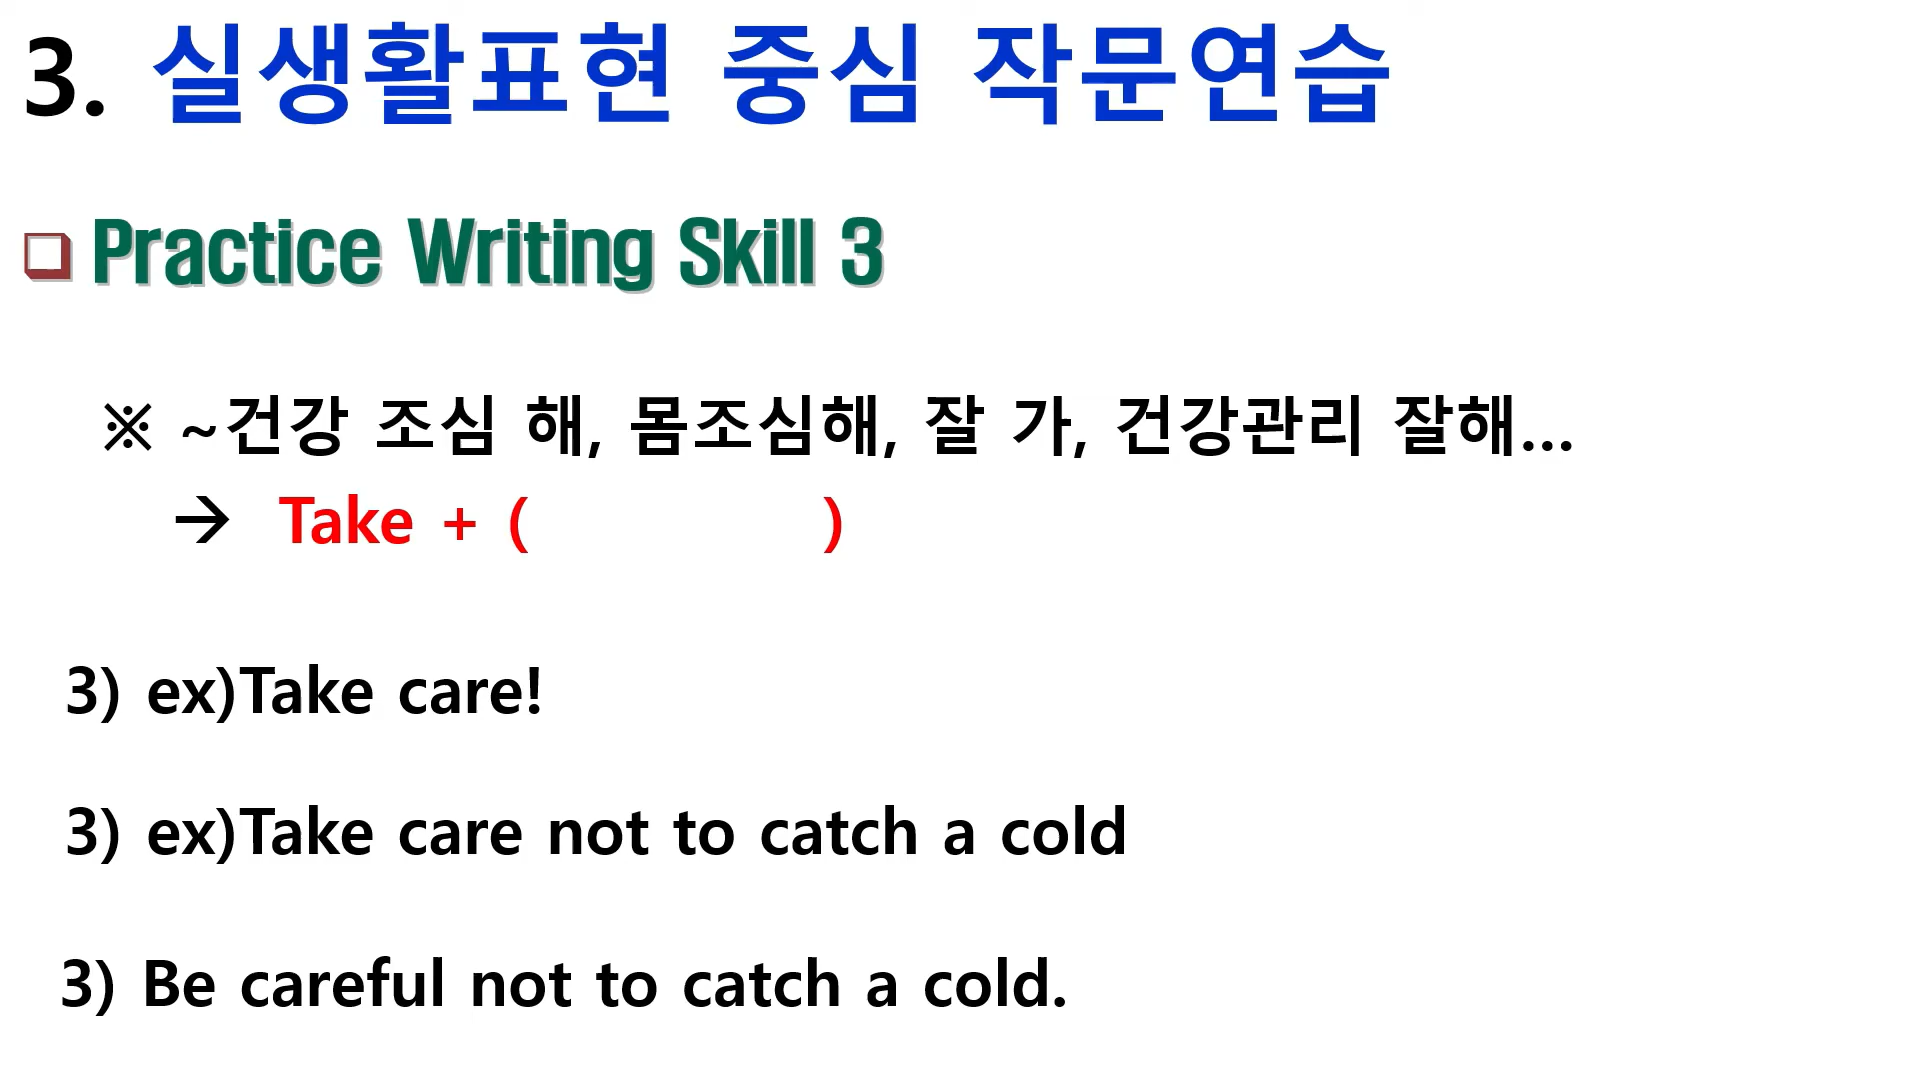 3. 실생활표현 중심 작문연습
❑ Practice Writing Skill 3
※ ~건강 조심 해, 몸조심해, 잘 가, 건강관리 잘해...
→ Take + ( )
3) ex)Take care!
3) ex)Take care not to catch a cold
3) Be careful not to catch a cold.